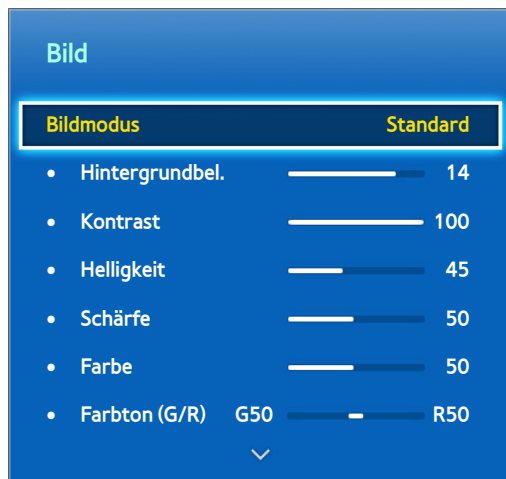 Bild
Bildmodus Standard
• Hintergrundbel. 14
• Kontrast 100
• Helligkeit 45
• Schärfe 50
• Farbe 50
• Farbton (G/R) G50 R50